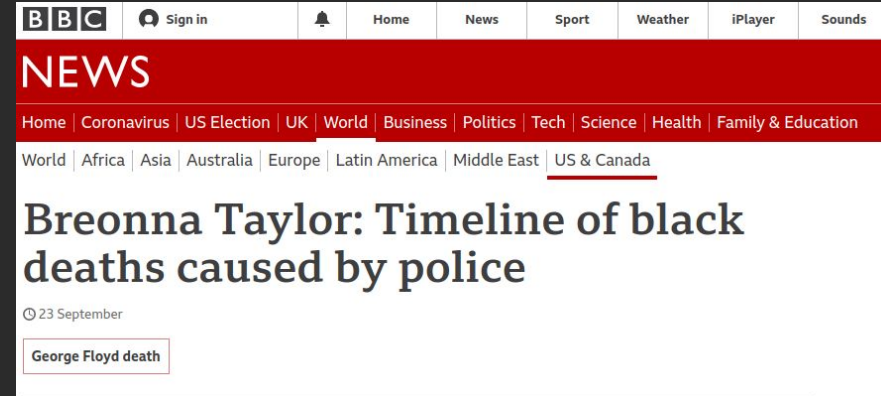 BBC Sign in Home News Sport Weather iPlayer Sounds
NEWS
Home Coronavirus US Election UK World Business Politics Tech Science Health Family & Education
World Africa Asia Australia Europe Latin America Middle East US & Canada
Breonna Taylor: Timeline of black
deaths caused by police
23 September
George Floyd death